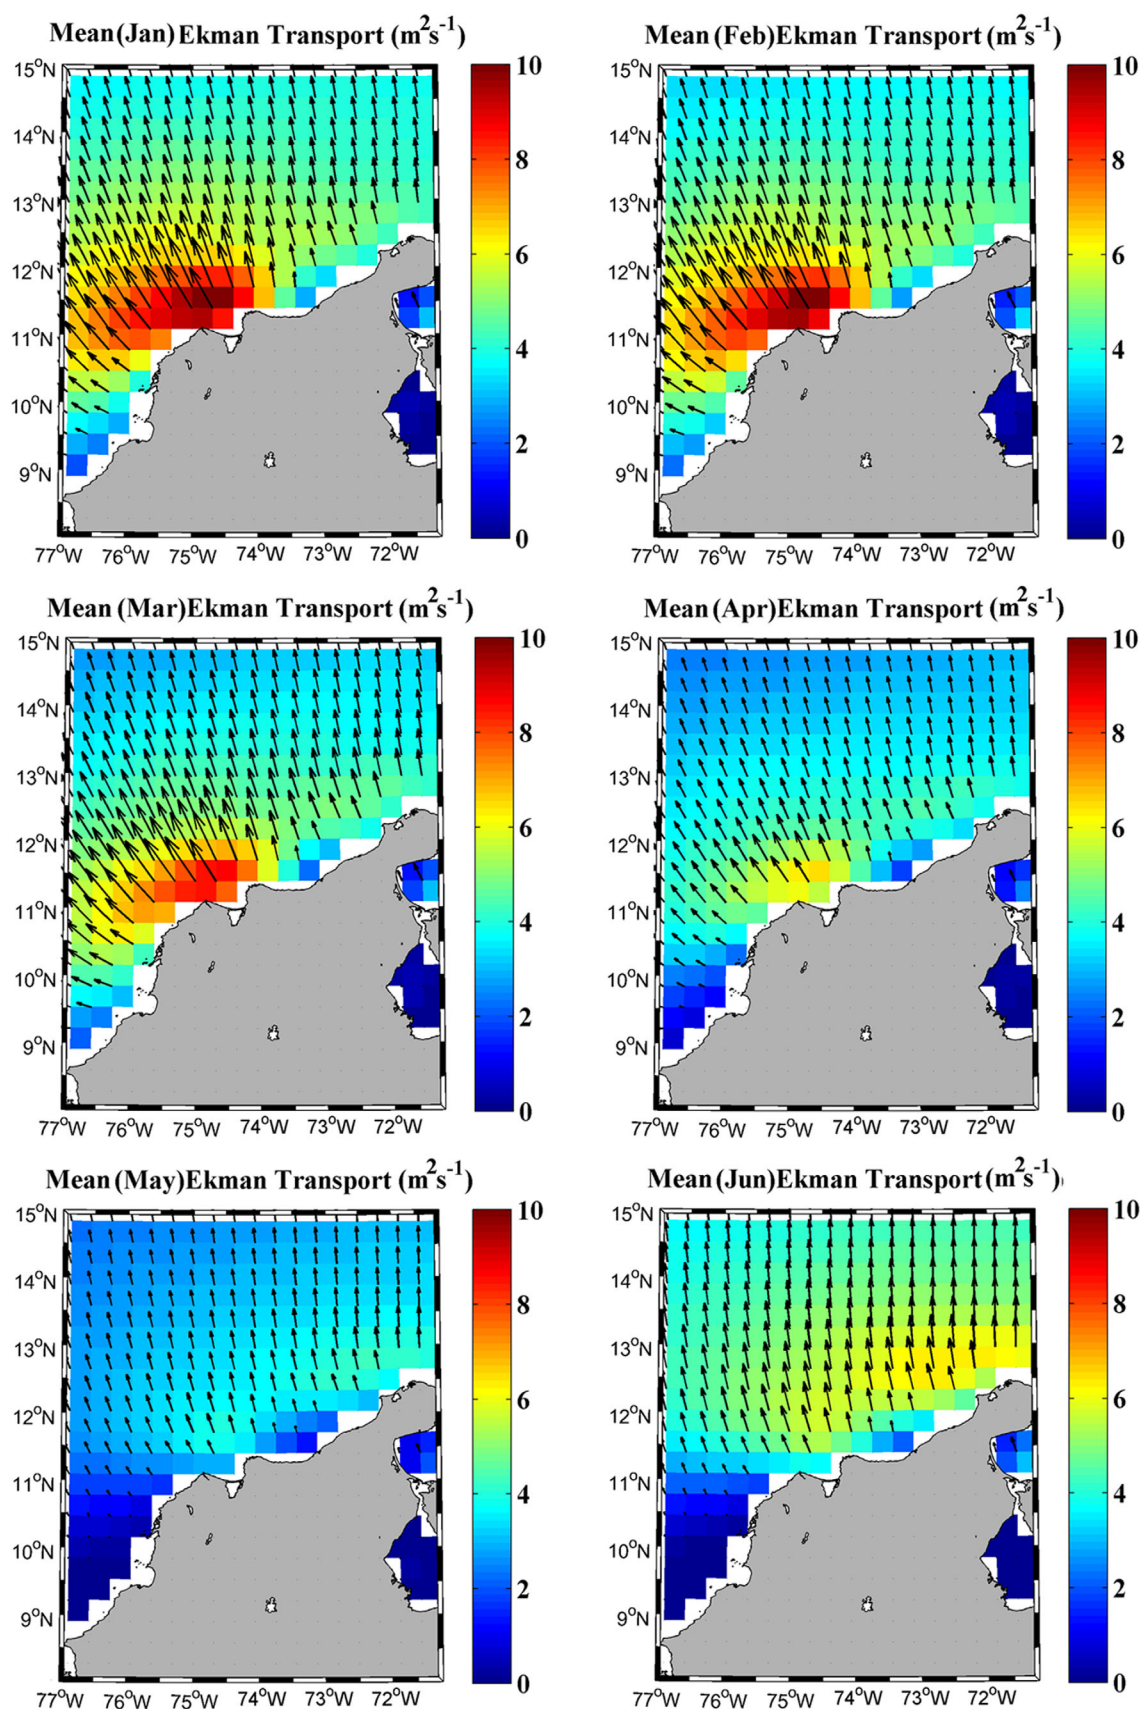 Mean (Jan) Ekman Transport (m²s⁻¹)
15°N
14°N
13°N
12°N
11°N
10°N
9°N
77°W 76°W 75°W 74°W 73°W 72°W
10
8
6
4
2
0
Mean (Feb) Ekman Transport (m²s⁻¹)
15°N
14°N
13°N
12°N
11°N
10°N
9°N
77°W 76°W 75°W 74°W 73°W 72°W
10
8
6
4
2
0
Mean (Mar) Ekman Transport (m²s⁻¹)
15°N
14°N
13°N
12°N
11°N
10°N
9°N
77°W 76°W 75°W 74°W 73°W 72°W
10
8
6
4
2
0
Mean (Apr) Ekman Transport (m²s⁻¹)
15°N
14°N
13°N
12°N
11°N
10°N
9°N
77°W 76°W 75°W 74°W 73°W 72°W
10
8
6
4
2
0
Mean (May) Ekman Transport (m²s⁻¹)
15°N
14°N
13°N
12°N
11°N
10°N
9°N
77°W 76°W 75°W 74°W 73°W 72°W
10
8
6
4
2
0
Mean (Jun) Ekman Transport (m²s⁻¹)
15°N
14°N
13°N
12°N
11°N
10°N
9°N
77°W 76°W 75°W 74°W 73°W 72°W
10
8
6
4
2
0